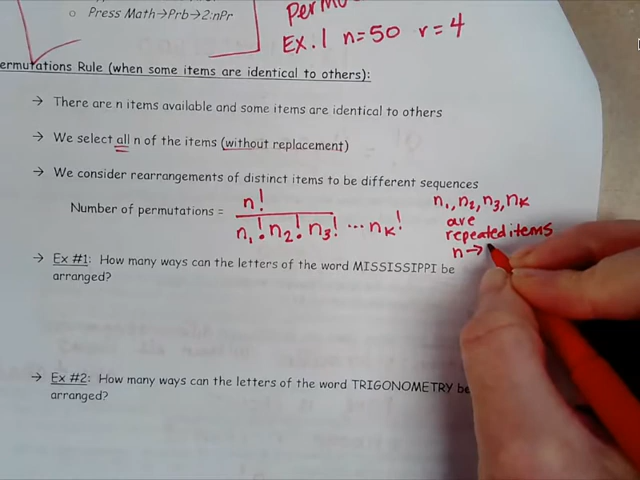 Press Math→Prb→2:nPr
Ex. 1 n=50 r=4
ermutations Rule (when some items are identical to others):
→ There are n items available and some items are identical to others
→ We select all n of the items (without replacement)
→ We consider rearrangements of distinct items to be different sequences
Number of permutations = n! / n₁! n₂! n₃! ... nₖ!
n₁, n₂, n₃, nₖ
are
repeated items
n →
→ Ex #1: How many ways can the letters of the word MISSISSIPPI be
arranged?
→ Ex #2: How many ways can the letters of the word TRIGONOMETRY be
arranged?